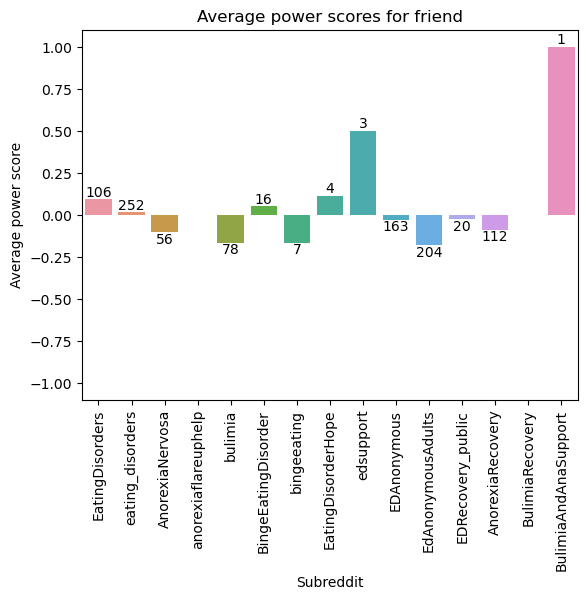 Average power scores for friend
Average power score
1.00
0.75
0.50
0.25
0.00
−0.25
−0.50
−0.75
−1.00
106
252
56
78
16
7
4
3
163
204
20
112
1
EatingDisorders
eating_disorders
AnorexiaNervosa
anorexiaflareuphelp
bulimia
BingeEatingDisorder
bingeeating
EatingDisorderHope
edsupport
EDAnonymous
EdAnonymousAdults
EDRecovery_public
AnorexiaRecovery
BulimiaRecovery
BulimiaAndAnaSupport
Subreddit